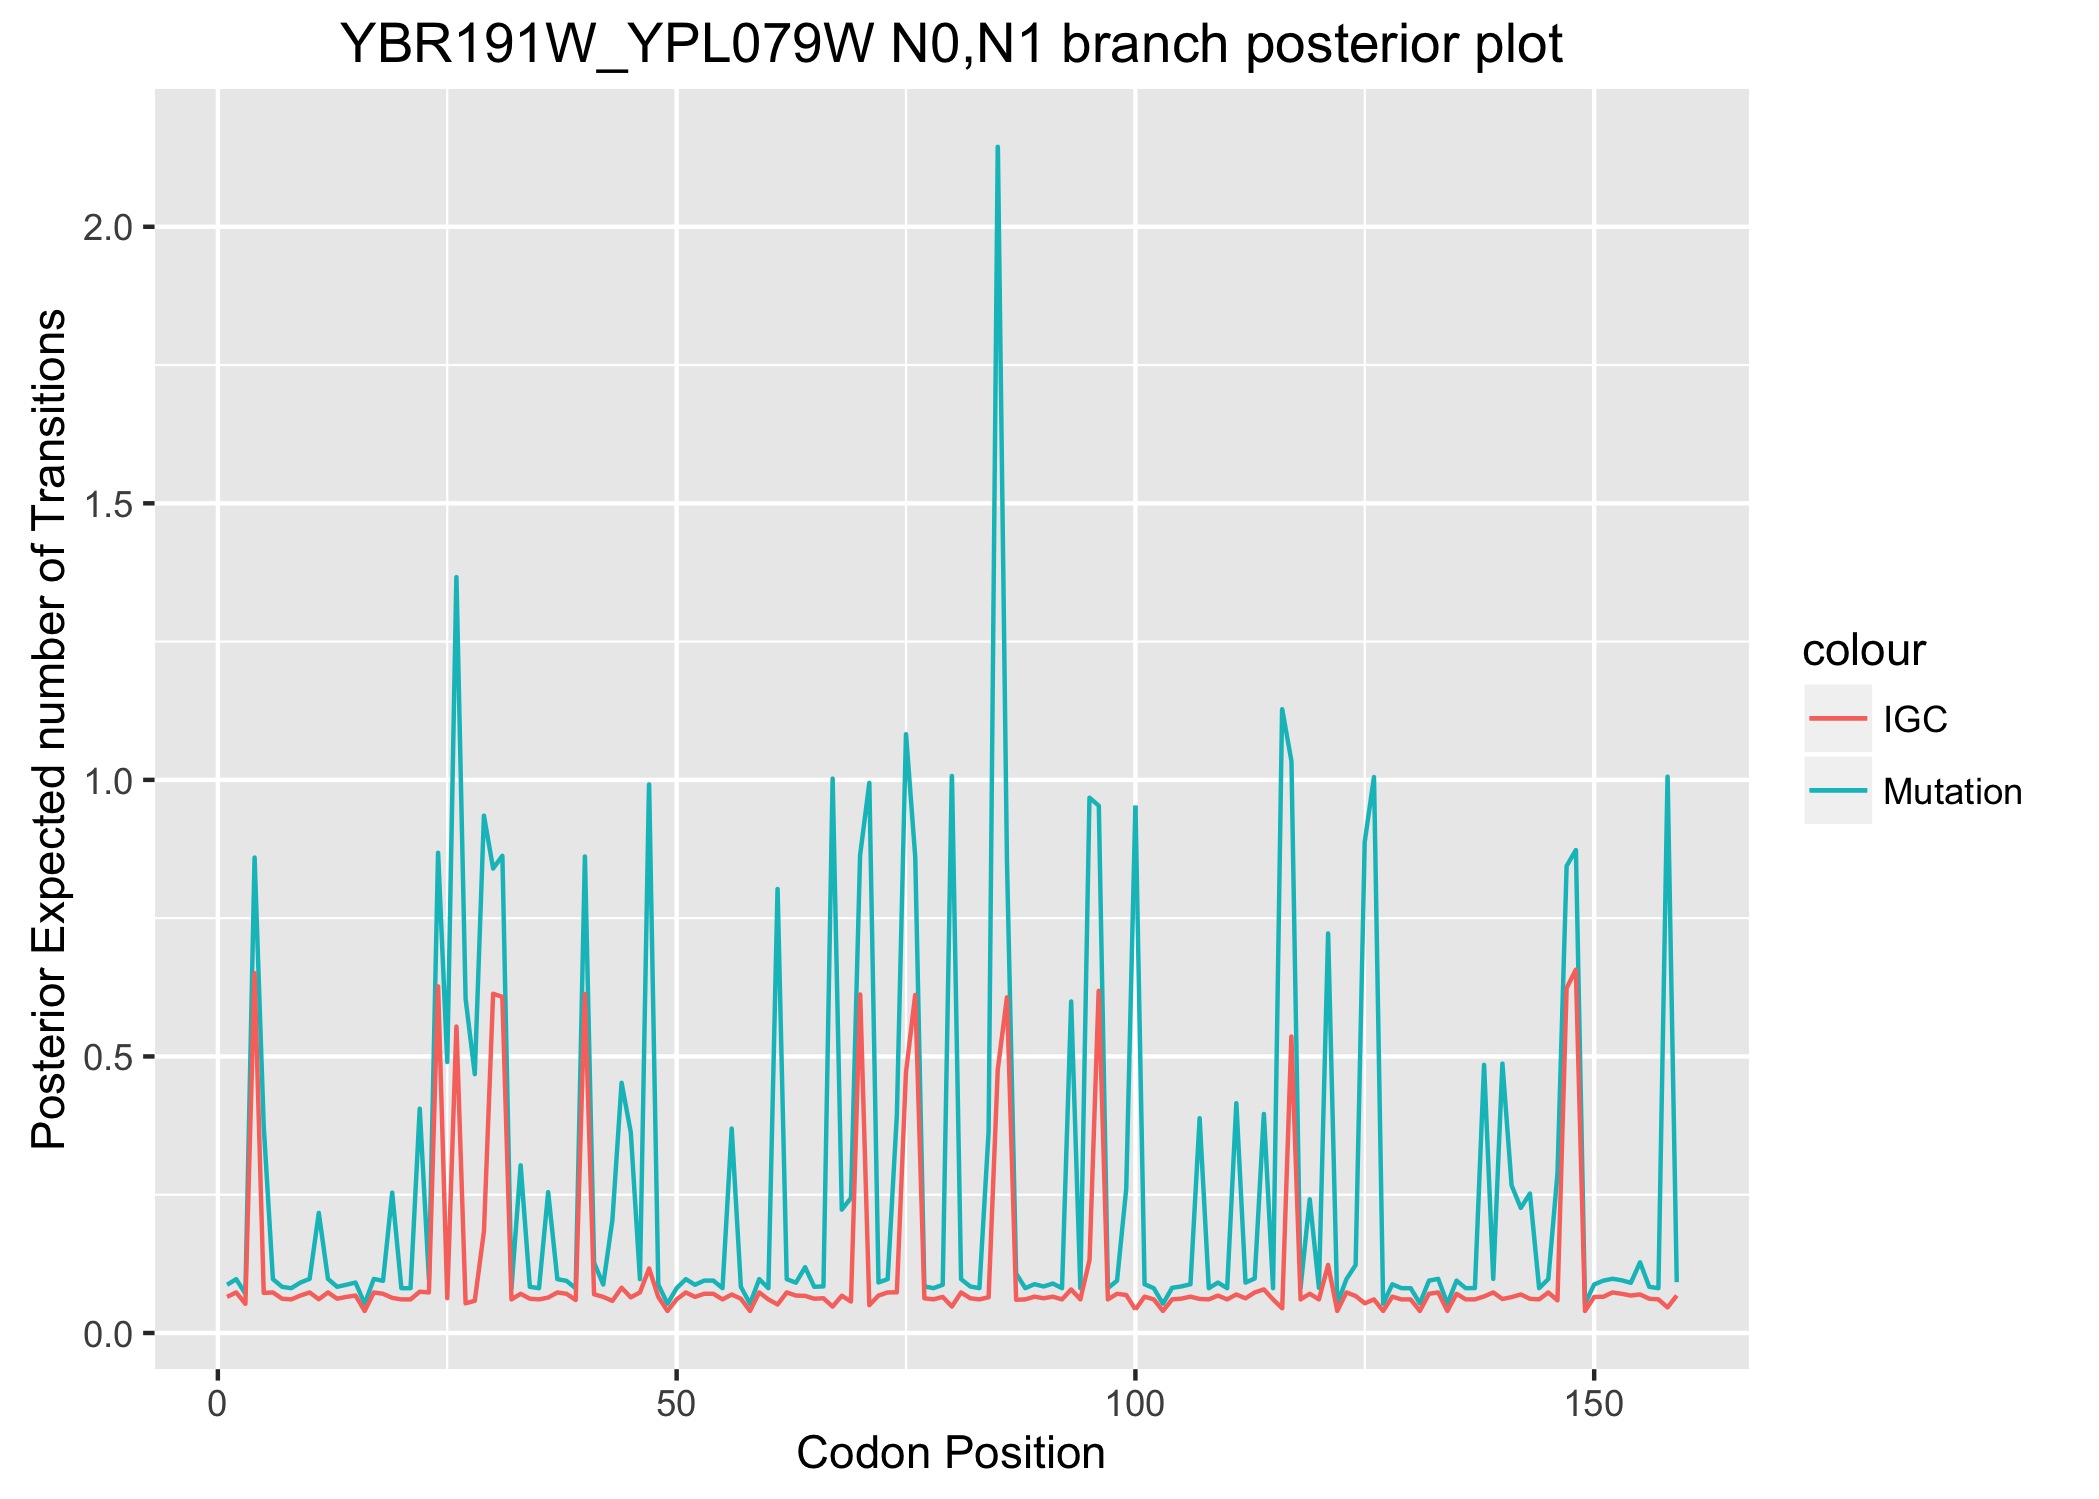 YBR191W_YPL079W N0,N1 branch posterior plot
Posterior Expected number of Transitions
2.0
1.5
1.0
0.5
0.0
0
50
100
150
Codon Position
colour
IGC
Mutation